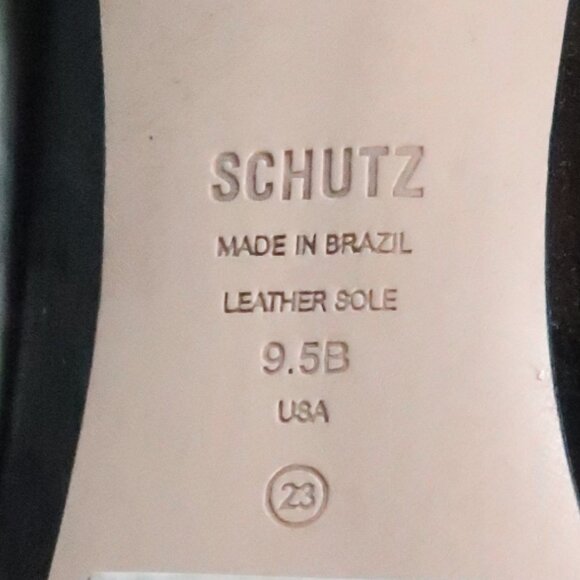 SCHUTZ
MADE IN BRAZIL
LEATHER SOLE
9.5B
USA
23